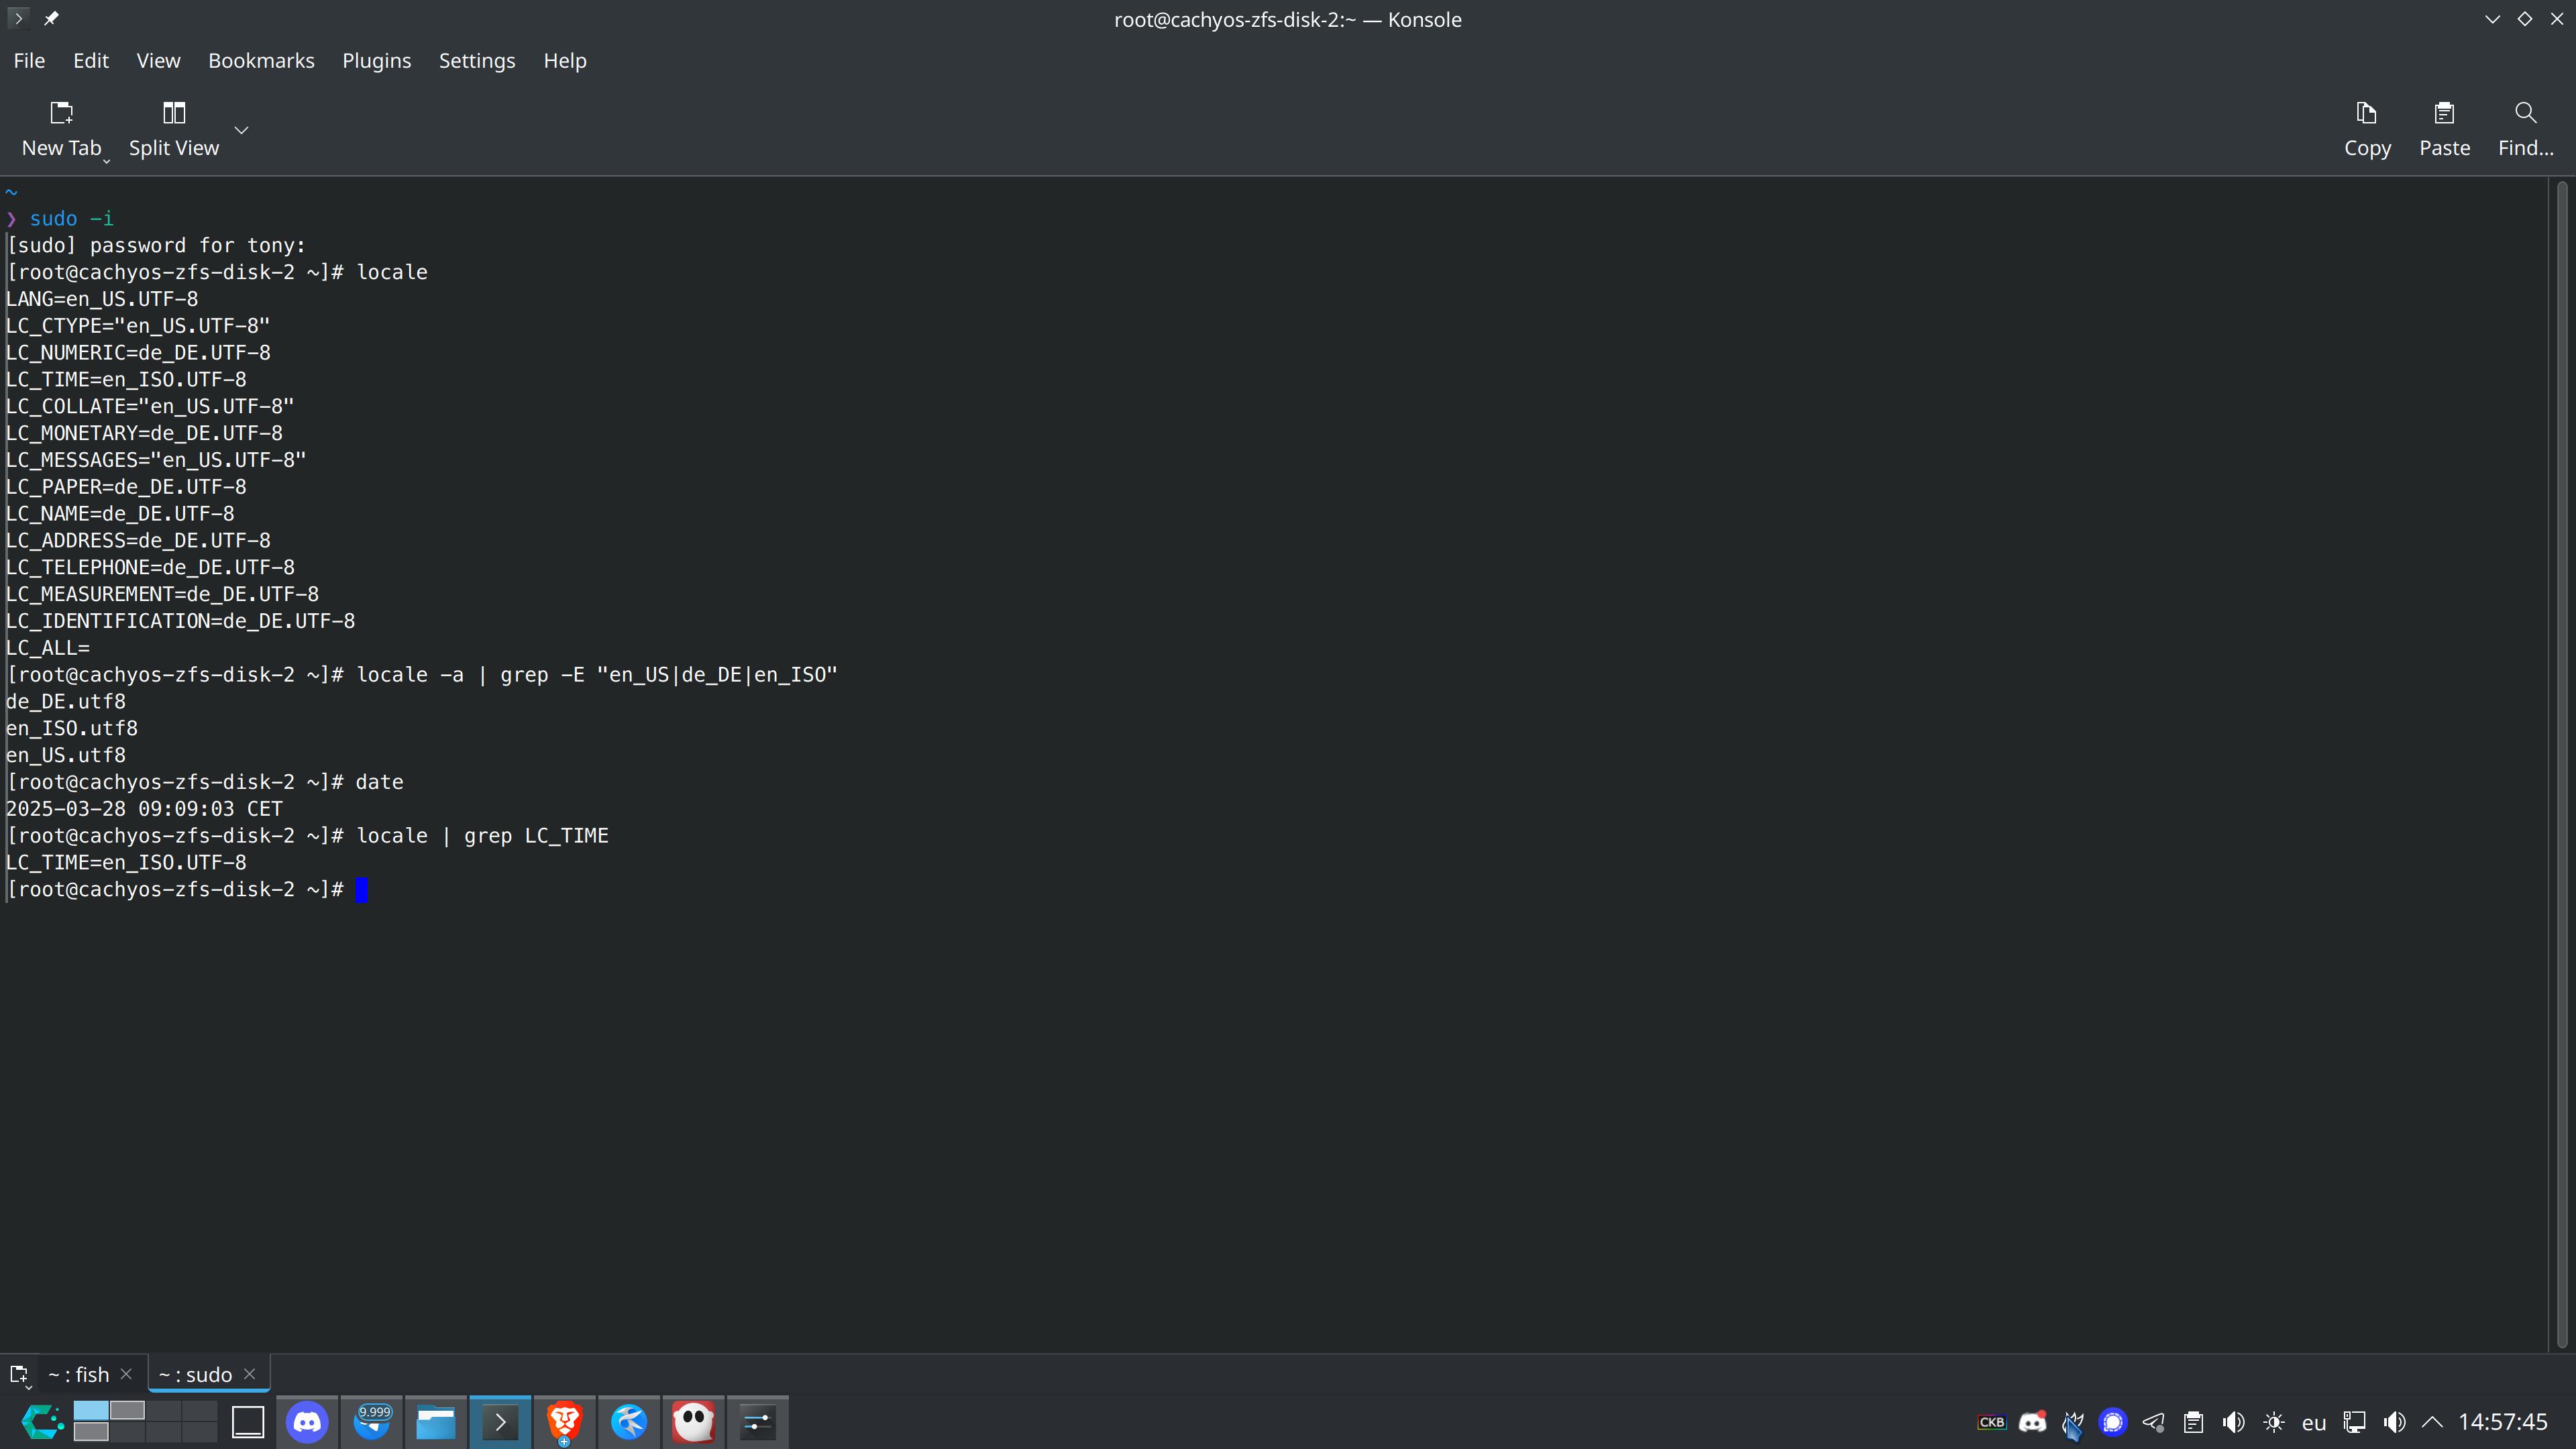 root@cachyos-zfs-disk-2:~ — Konsole
File Edit View Bookmarks Plugins Settings Help
New Tab Split View Copy Paste Find...
~
❯ sudo -i
[sudo] password for tony:
[root@cachyos-zfs-disk-2 ~]# locale
LANG=en_US.UTF-8
LC_CTYPE="en_US.UTF-8"
LC_NUMERIC=de_DE.UTF-8
LC_TIME=en_ISO.UTF-8
LC_COLLATE="en_US.UTF-8"
LC_MONETARY=de_DE.UTF-8
LC_MESSAGES="en_US.UTF-8"
LC_PAPER=de_DE.UTF-8
LC_NAME=de_DE.UTF-8
LC_ADDRESS=de_DE.UTF-8
LC_TELEPHONE=de_DE.UTF-8
LC_MEASUREMENT=de_DE.UTF-8
LC_IDENTIFICATION=de_DE.UTF-8
LC_ALL=
[root@cachyos-zfs-disk-2 ~]# locale -a | grep -E "en_US|de_DE|en_ISO"
de_DE.utf8
en_ISO.utf8
en_US.utf8
[root@cachyos-zfs-disk-2 ~]# date
2025-03-28 09:09:03 CET
[root@cachyos-zfs-disk-2 ~]# locale | grep LC_TIME
LC_TIME=en_ISO.UTF-8
[root@cachyos-zfs-disk-2 ~]#
~ : fish ~ : sudo
9.999 CKB eu 14:57:45